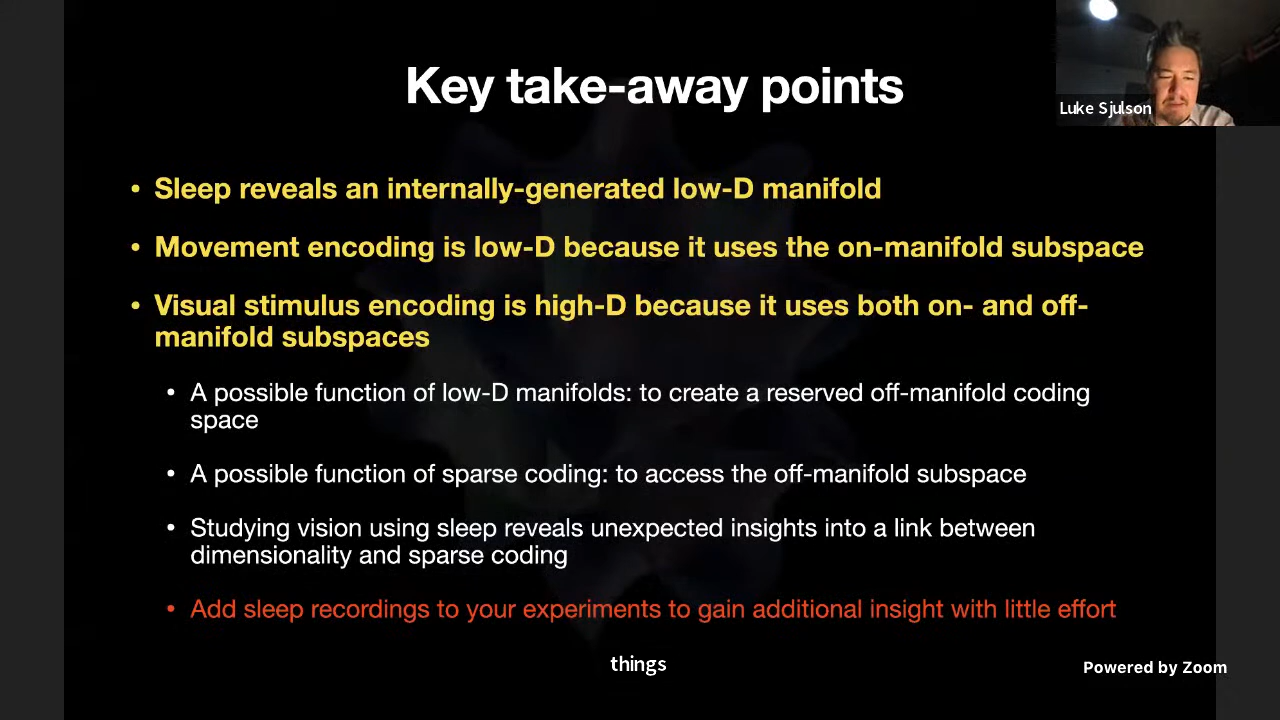 Key take-away points
Luke Sjulson
• Sleep reveals an internally-generated low-D manifold
• Movement encoding is low-D because it uses the on-manifold subspace
• Visual stimulus encoding is high-D because it uses both on- and off-
manifold subspaces
• A possible function of low-D manifolds: to create a reserved off-manifold coding
space
• A possible function of sparse coding: to access the off-manifold subspace
• Studying vision using sleep reveals unexpected insights into a link between
dimensionality and sparse coding
• Add sleep recordings to your experiments to gain additional insight with little effort
things
Powered by Zoom